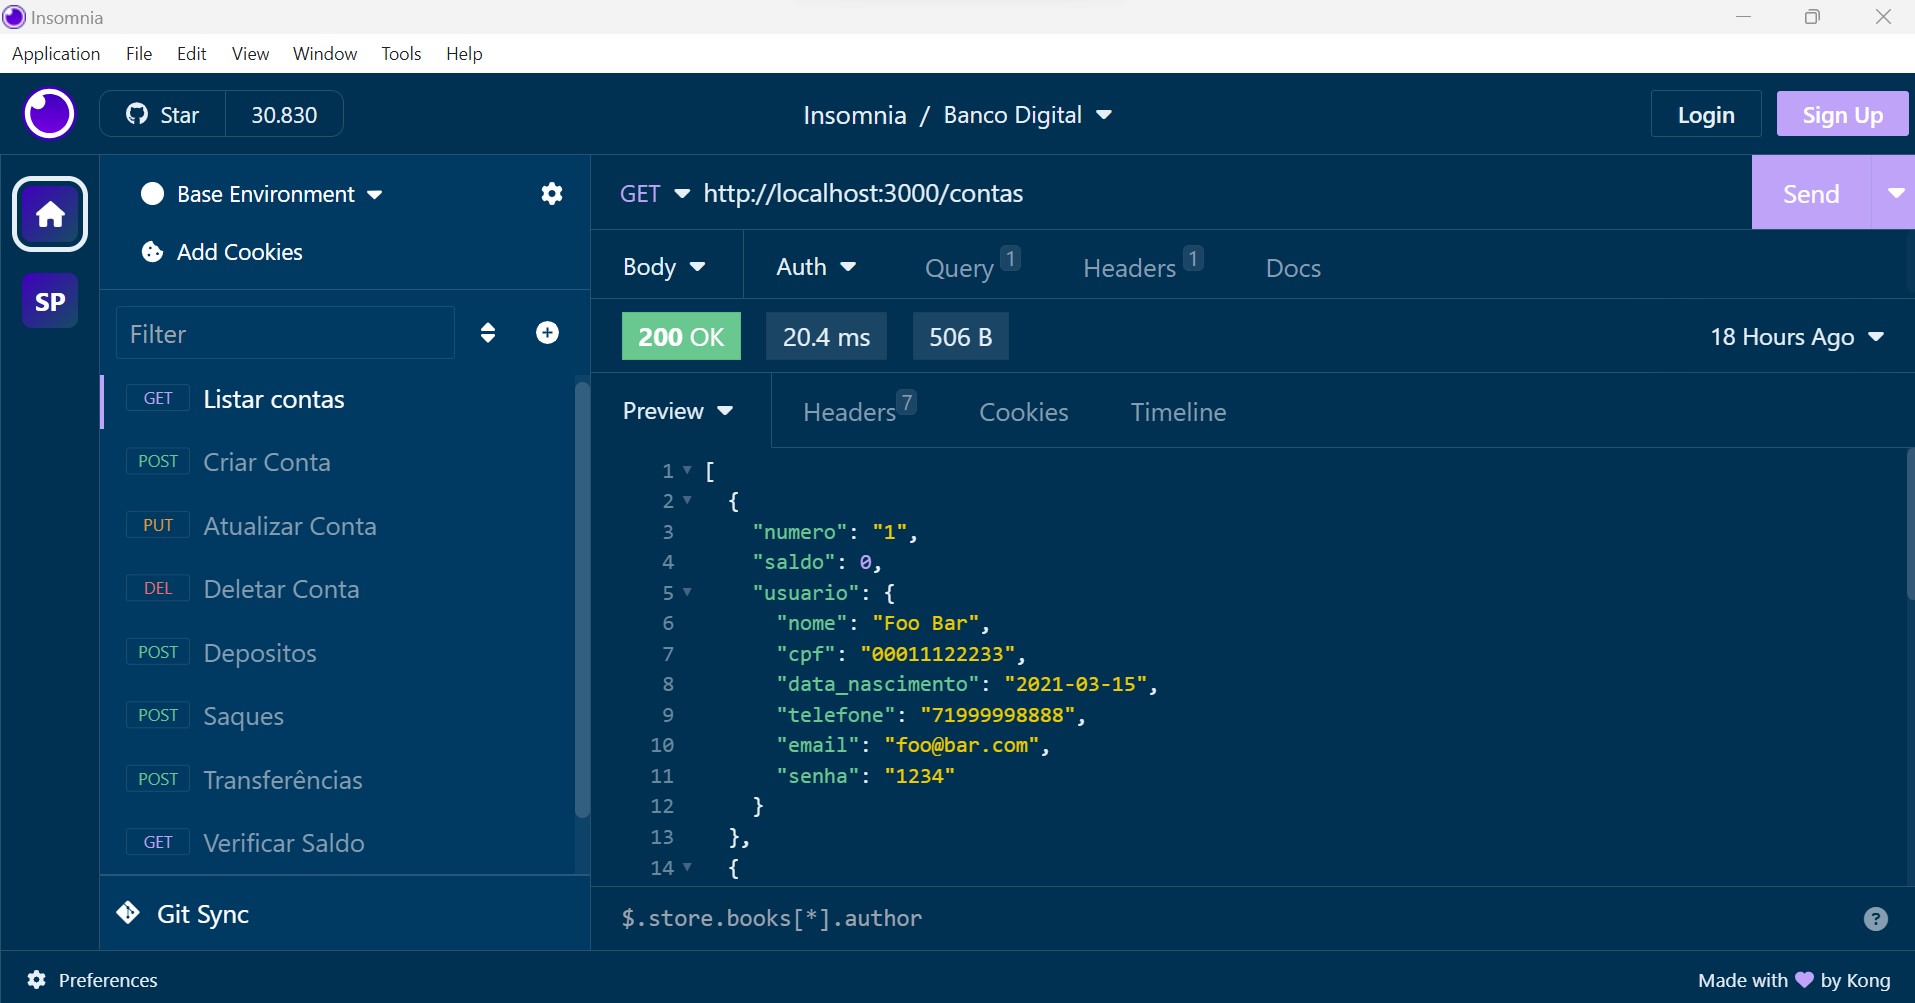 Insomnia
Application File Edit View Window Tools Help
Star 30.830
Insomnia / Banco Digital
Login Sign Up
SP
Base Environment
Add Cookies
Filter
GET Listar contas
POST Criar Conta
PUT Atualizar Conta
DEL Deletar Conta
POST Depositos
POST Saques
POST Transferências
GET Verificar Saldo
Git Sync
GET http://localhost:3000/contas Send
Body Auth Query 1 Headers 1 Docs
200 OK 20.4 ms 506 B 18 Hours Ago
Preview Headers 7 Cookies Timeline
1 [
2 {
3 "numero": "1",
4 "saldo": 0,
5 "usuario": {
6 "nome": "Foo Bar",
7 "cpf": "00011122233",
8 "data_nascimento": "2021-03-15",
9 "telefone": "71999998888",
10 "email": "foo@bar.com",
11 "senha": "1234"
12 }
13 },
14 {
$.store.books[*].author ?
Preferences
Made with 💜 by Kong